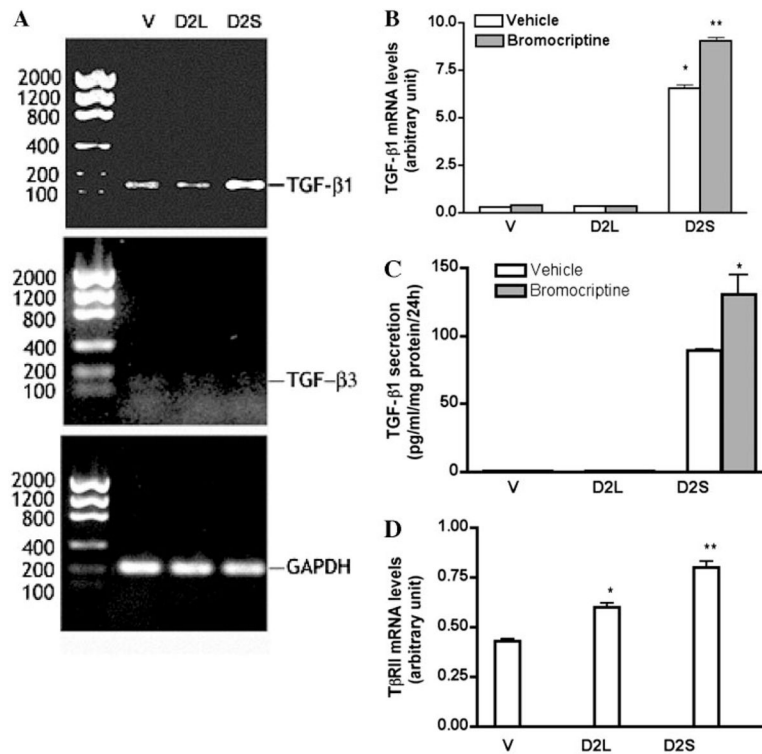 A
V D2L D2S
2000
1200
800
400
200
100
TGF-β1
2000
1200
800
400
200
100
TGF-β3
2000
1200
800
400
200
100
GAPDH
B
Vehicle
Bromocriptine
TGF-β1 mRNA levels
(arbitrary unit)
10.0
7.5
5.0
2.5
0.0
*
**
V D2L D2S
C
Vehicle
Bromocriptine
TGF-β1 secretion
(pg/ml/mg protein/24h)
150
100
50
0
*
V D2L D2S
D
TβRII mRNA levels
(arbitrary unit)
1.00
0.75
0.50
0.25
0.00
*
**
V D2L D2S